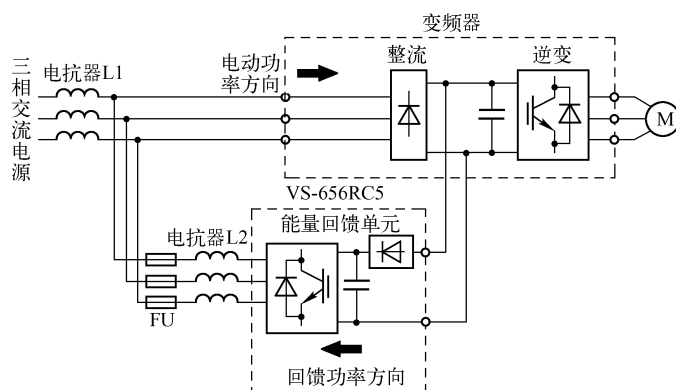 变频器
三相交流电源
电抗器L1
电动功
率方向
整流
逆变
M
VS-656RC5
能量回馈单元
电抗器L2
FU
回馈功率方向